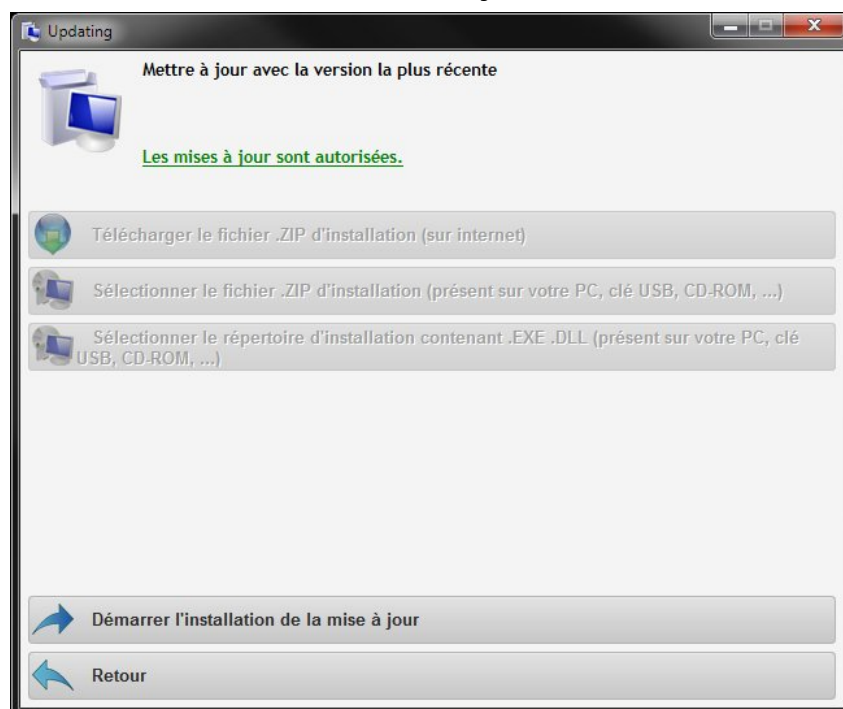 Updating
Mettre à jour avec la version la plus récente
Les mises à jour sont autorisées.
Télécharger le fichier .ZIP d'installation (sur internet)
Sélectionner le fichier .ZIP d'installation (présent sur votre PC, clé USB, CD-ROM, ...)
Sélectionner le répertoire d'installation contenant .EXE .DLL (présent sur votre PC, clé
USB, CD-ROM, ...)
Démarrer l'installation de la mise à jour
Retour